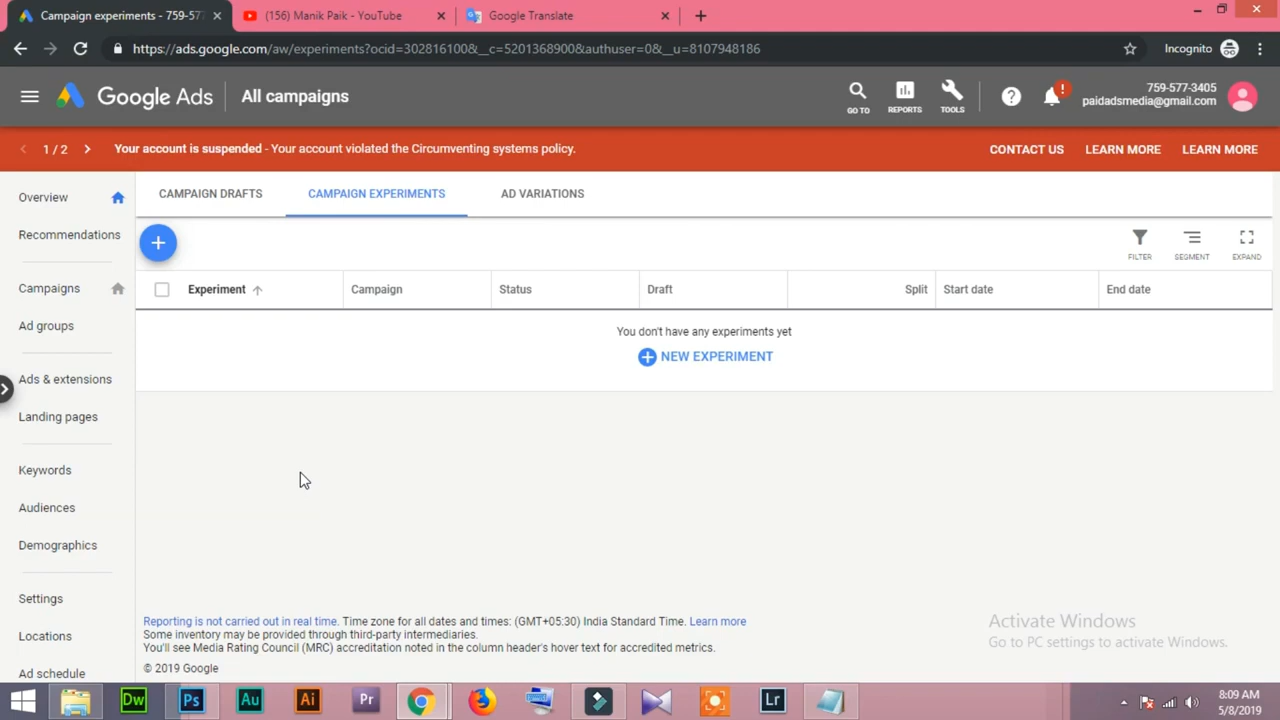 Campaign experiments - 759-577
(156) Manik Paik - YouTube
Google Translate
https://ads.google.com/aw/experiments?ocid=302816100&__c=5201368900&authuser=0&__u=8107948186
Incognito
Google Ads
All campaigns
GO TO
REPORTS
TOOLS
759-577-3405
paidadsmedia@gmail.com
1 / 2
Your account is suspended - Your account violated the Circumventing systems policy.
CONTACT US
LEARN MORE
LEARN MORE
Overview
Recommendations
Campaigns
Ad groups
Ads & extensions
Landing pages
Keywords
Audiences
Demographics
Settings
Locations
Ad schedule
CAMPAIGN DRAFTS
CAMPAIGN EXPERIMENTS
AD VARIATIONS
FILTER
SEGMENT
EXPAND
Experiment
Campaign
Status
Draft
Split
Start date
End date
You don't have any experiments yet
NEW EXPERIMENT
Reporting is not carried out in real time. Time zone for all dates and times: (GMT+05:30) India Standard Time. Learn more
Some inventory may be provided through third-party intermediaries.
You'll see Media Rating Council (MRC) accreditation noted in the column header's hover text for accredited metrics.
© 2019 Google
Activate Windows
Go to PC settings to activate Windows.
Dw
Ps
Au
Ai
Pr
Lr
8:09 AM
5/8/2019